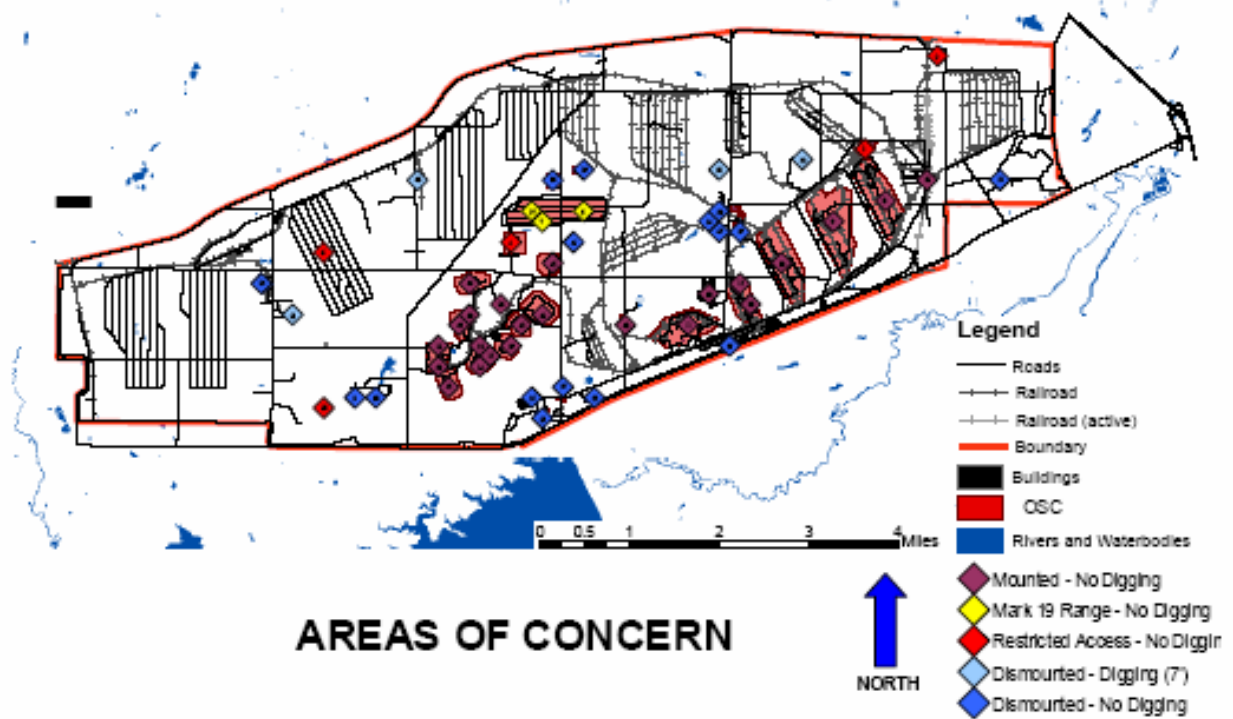 Legend
Roads
Railroad
Railroad (active)
Boundary
Buildings
OSC
Rivers and Waterbodies
0 0.5 1 2 3 4 Miles
Mounted - No Digging
Mark 19 Range - No Digging
Restricted Access - No Diggin
Dismounted - Digging (7')
Dismounted - No Digging
AREAS OF CONCERN
NORTH